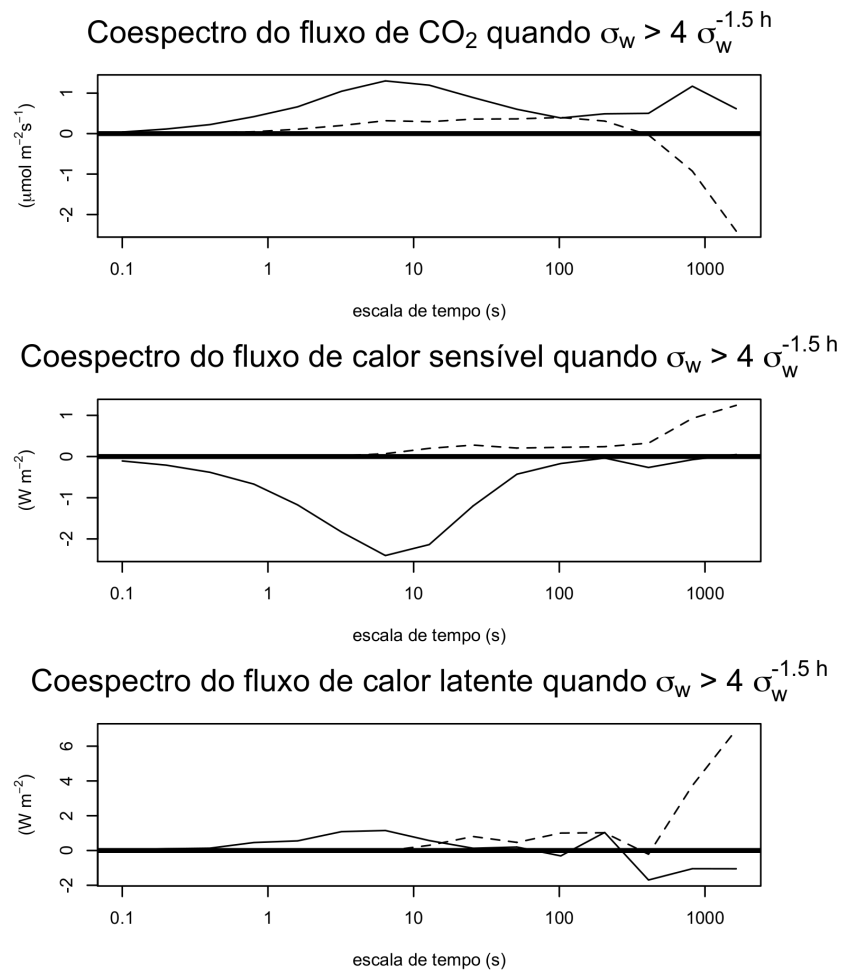 Coespectro do fluxo de CO₂ quando σw > 4 σw^-1.5 h
1
0
-1
-2
(μmol m⁻²s⁻¹)
0.1 1 10 100 1000
escala de tempo (s)
Coespectro do fluxo de calor sensível quando σw > 4 σw^-1.5 h
1
0
-1
-2
(W m⁻²)
0.1 1 10 100 1000
escala de tempo (s)
Coespectro do fluxo de calor latente quando σw > 4 σw^-1.5 h
6
4
2
0
-2
(W m⁻²)
0.1 1 10 100 1000
escala de tempo (s)